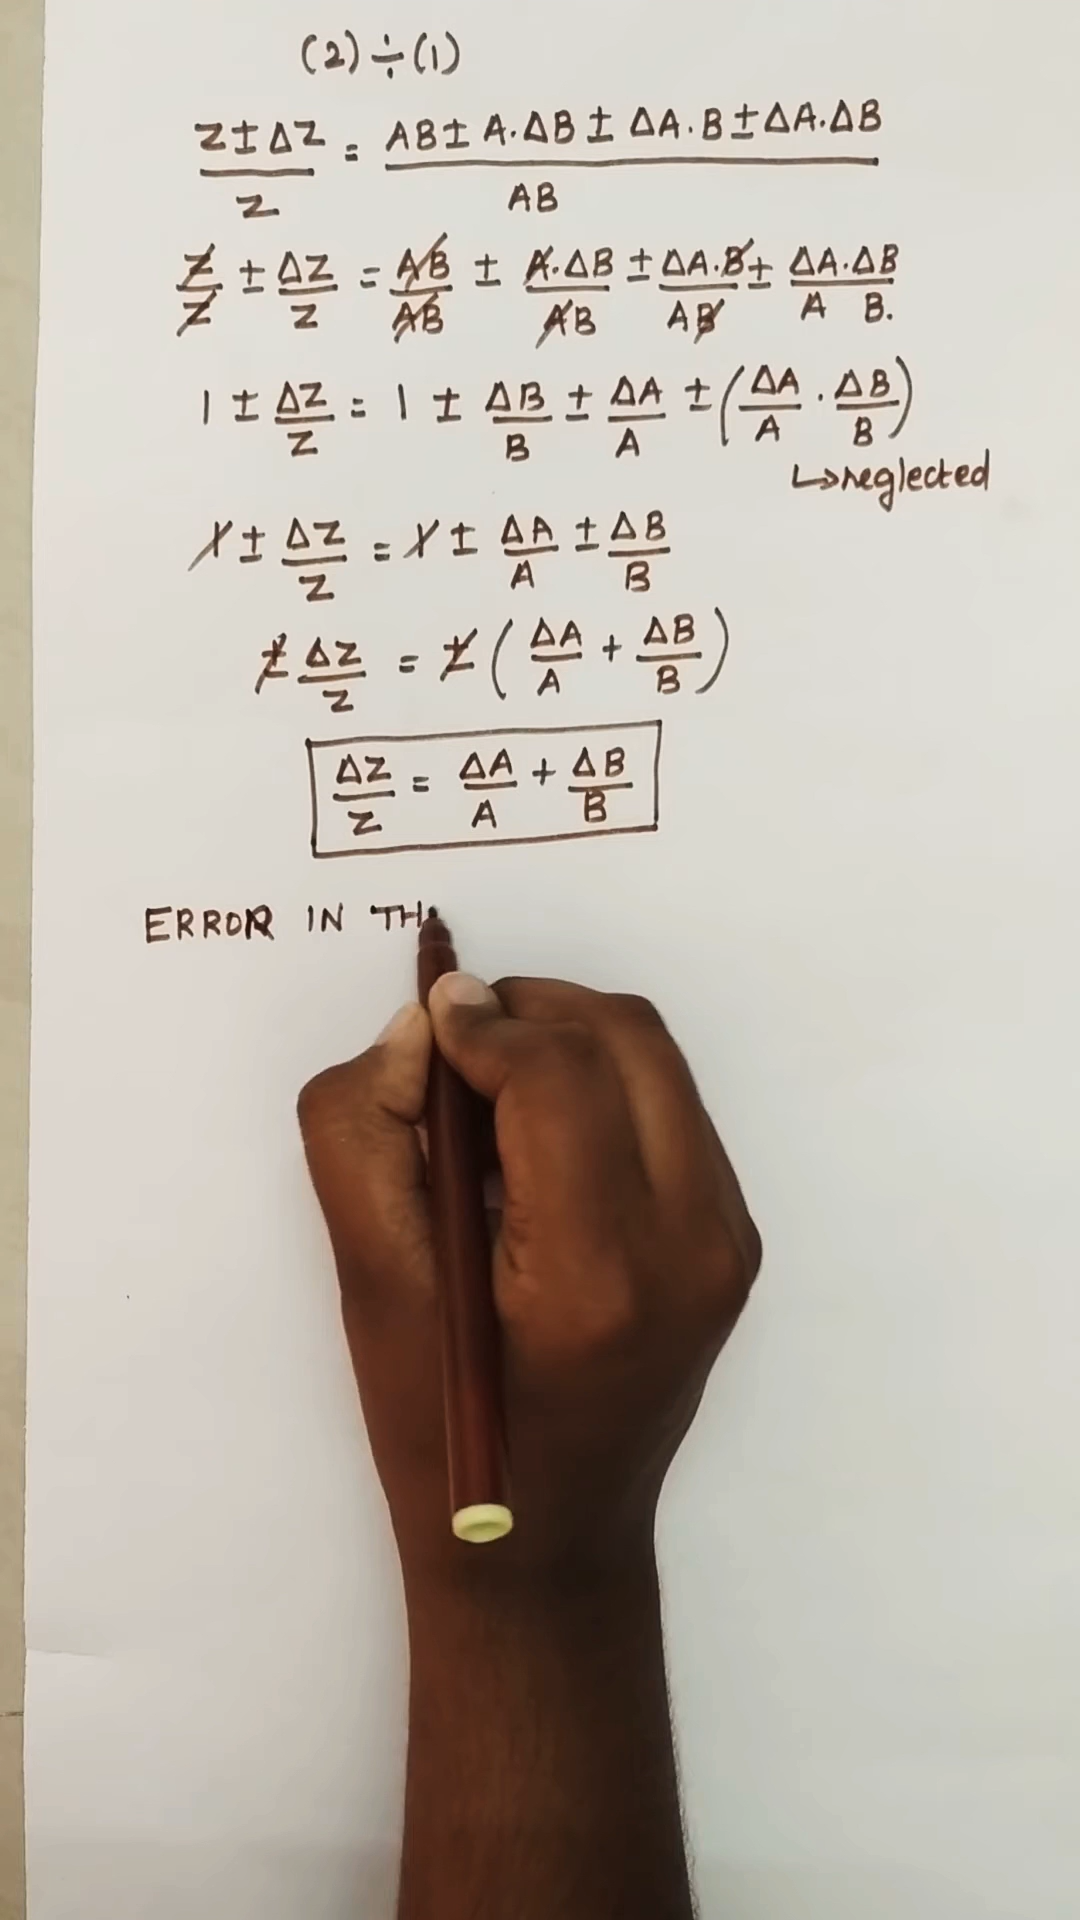 (2) ÷ (1)
Z ± ΔZ / Z = AB ± A.ΔB ± ΔA.B ± ΔA.ΔB / AB
Z/Z ± ΔZ/Z = AB/AB ± A.ΔB/AB ± ΔA.B/AB ± ΔA.ΔB/A B.
1 ± ΔZ/Z = 1 ± ΔB/B ± ΔA/A ± (ΔA/A . ΔB/B)
↳ neglected
1 ± ΔZ/Z = 1 ± ΔA/A ± ΔB/B
± ΔZ/Z = ± (ΔA/A + ΔB/B)
ΔZ/Z = ΔA/A + ΔB/B
ERROR IN TH